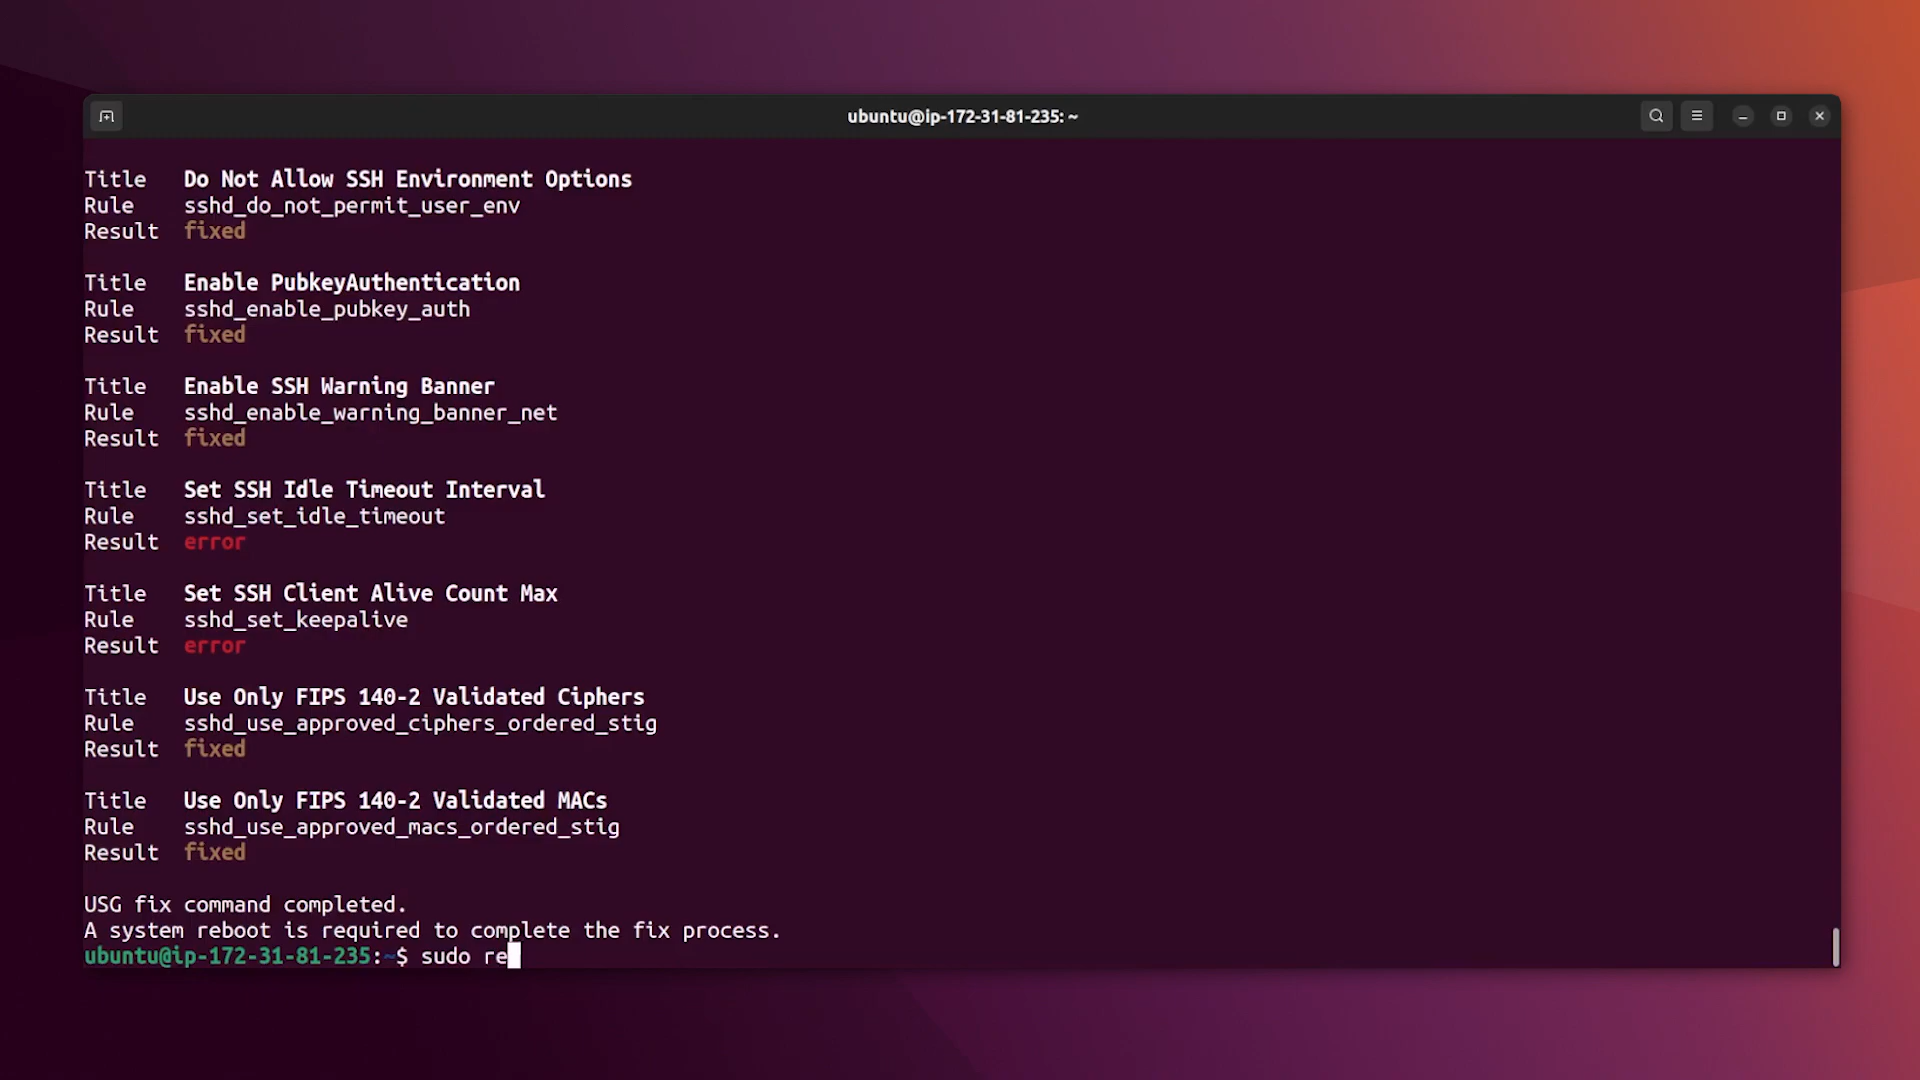 ubuntu@ip-172-31-81-235: ~
Title Do Not Allow SSH Environment Options
Rule sshd_do_not_permit_user_env
Result fixed
Title Enable PubkeyAuthentication
Rule sshd_enable_pubkey_auth
Result fixed
Title Enable SSH Warning Banner
Rule sshd_enable_warning_banner_net
Result fixed
Title Set SSH Idle Timeout Interval
Rule sshd_set_idle_timeout
Result error
Title Set SSH Client Alive Count Max
Rule sshd_set_keepalive
Result error
Title Use Only FIPS 140-2 Validated Ciphers
Rule sshd_use_approved_ciphers_ordered_stig
Result fixed
Title Use Only FIPS 140-2 Validated MACs
Rule sshd_use_approved_macs_ordered_stig
Result fixed
USG fix command completed.
A system reboot is required to complete the fix process.
ubuntu@ip-172-31-81-235:~$ sudo re